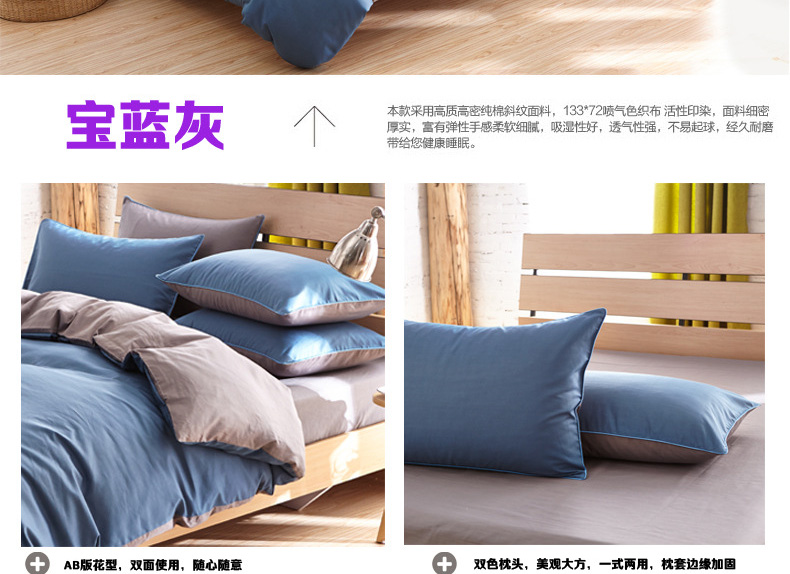 宝蓝灰
本款采用高质高密纯棉斜纹面料，133*72喷气色织布 活性印染，面料细密
厚实，富有弹性手感柔软细腻，吸湿性好，透气性强，不易起球，经久耐磨
带给您健康睡眠。
AB版花型，双面使用，随心随意
双色枕头，美观大方，一式两用，枕套边缘加固